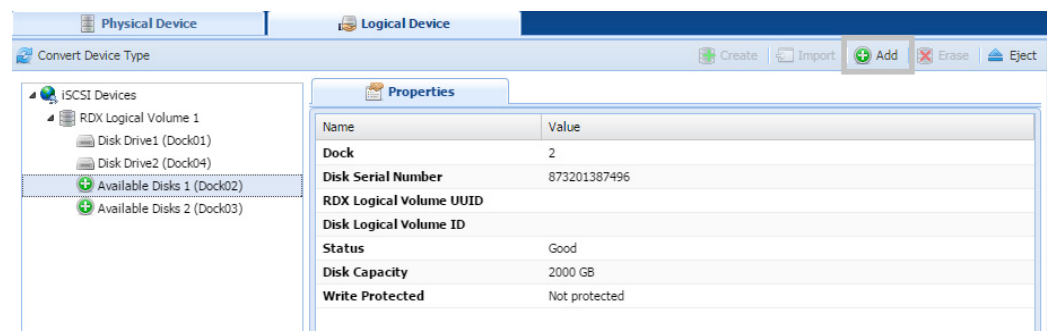 Physical Device Logical Device
Convert Device Type Create Import Add Erase Eject
iSCSI Devices
RDX Logical Volume 1
Disk Drive1 (Dock01)
Disk Drive2 (Dock04)
Available Disks 1 (Dock02)
Available Disks 2 (Dock03)
Properties
Name Value
Dock 2
Disk Serial Number 873201387496
RDX Logical Volume UUID
Disk Logical Volume ID
Status Good
Disk Capacity 2000 GB
Write Protected Not protected